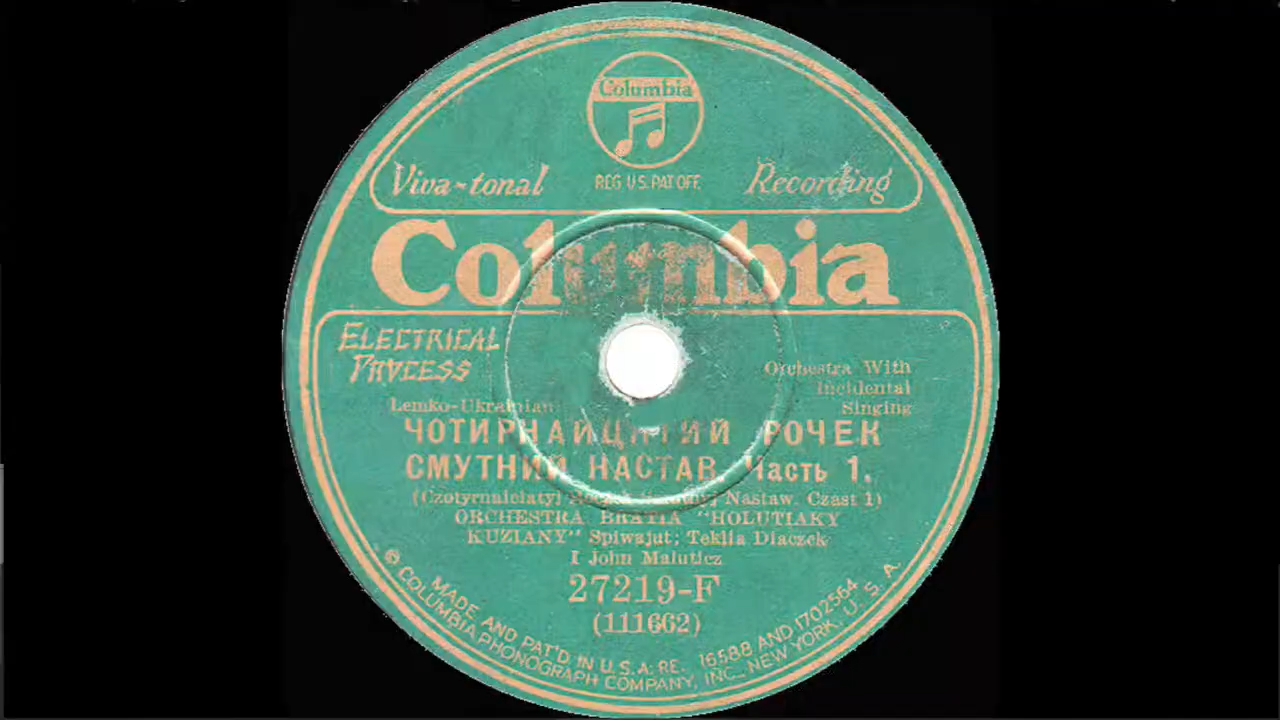 Columbia
Viva-tonal REG. U.S. PAT. OFF. Recording
Columbia
ELECTRICAL
PROCESS
Orchestra With
Incidental
Singing
Lemko-Ukrainian
ЧОТИРНАЙЦЯТИЙ РОЧЕК
СМУТНИЙ НАСТАВ Часть 1.
(Czotyrnaiciatyj Nastaw. Czast 1)
ORCHESTRA BRATIA "HOLUTIAKY
KUZIANY" Spiwajut; Teklia Diaczek
I John Maluticz
27219-F
(111662)
MADE AND PAT'D IN U.S.A. RE. 16588 AND 1702564
© COLUMBIA PHONOGRAPH COMPANY, INC., NEW YORK, U. S. A.